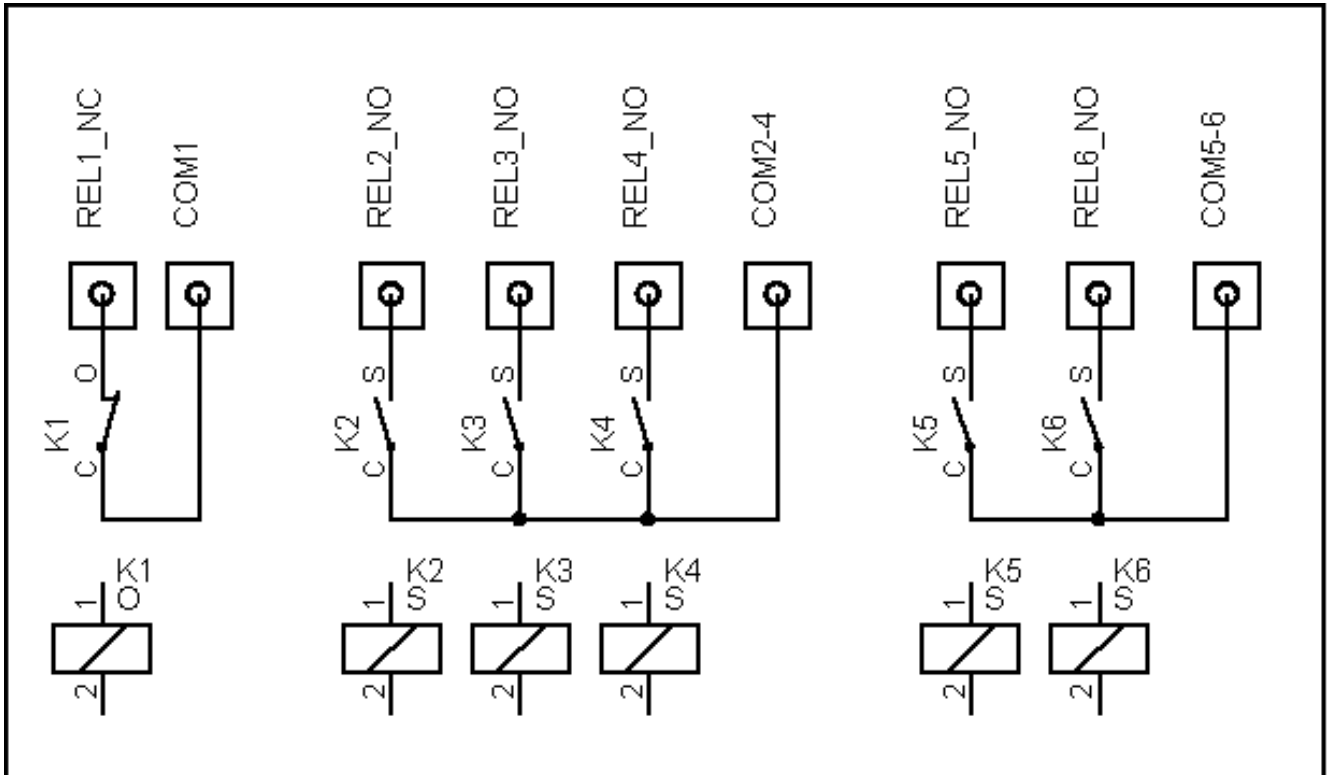 REL1_NC
COM1
REL2_NO
REL3_NO
REL4_NO
COM2-4
REL5_NO
REL6_NO
COM5-6
O
K1
C
S
K2
C
S
K3
C
S
K4
C
S
K5
C
S
K6
C
K1
O
1
2
K2
S
1
2
K3
S
1
2
K4
S
1
2
K5
S
1
2
K6
S
1
2